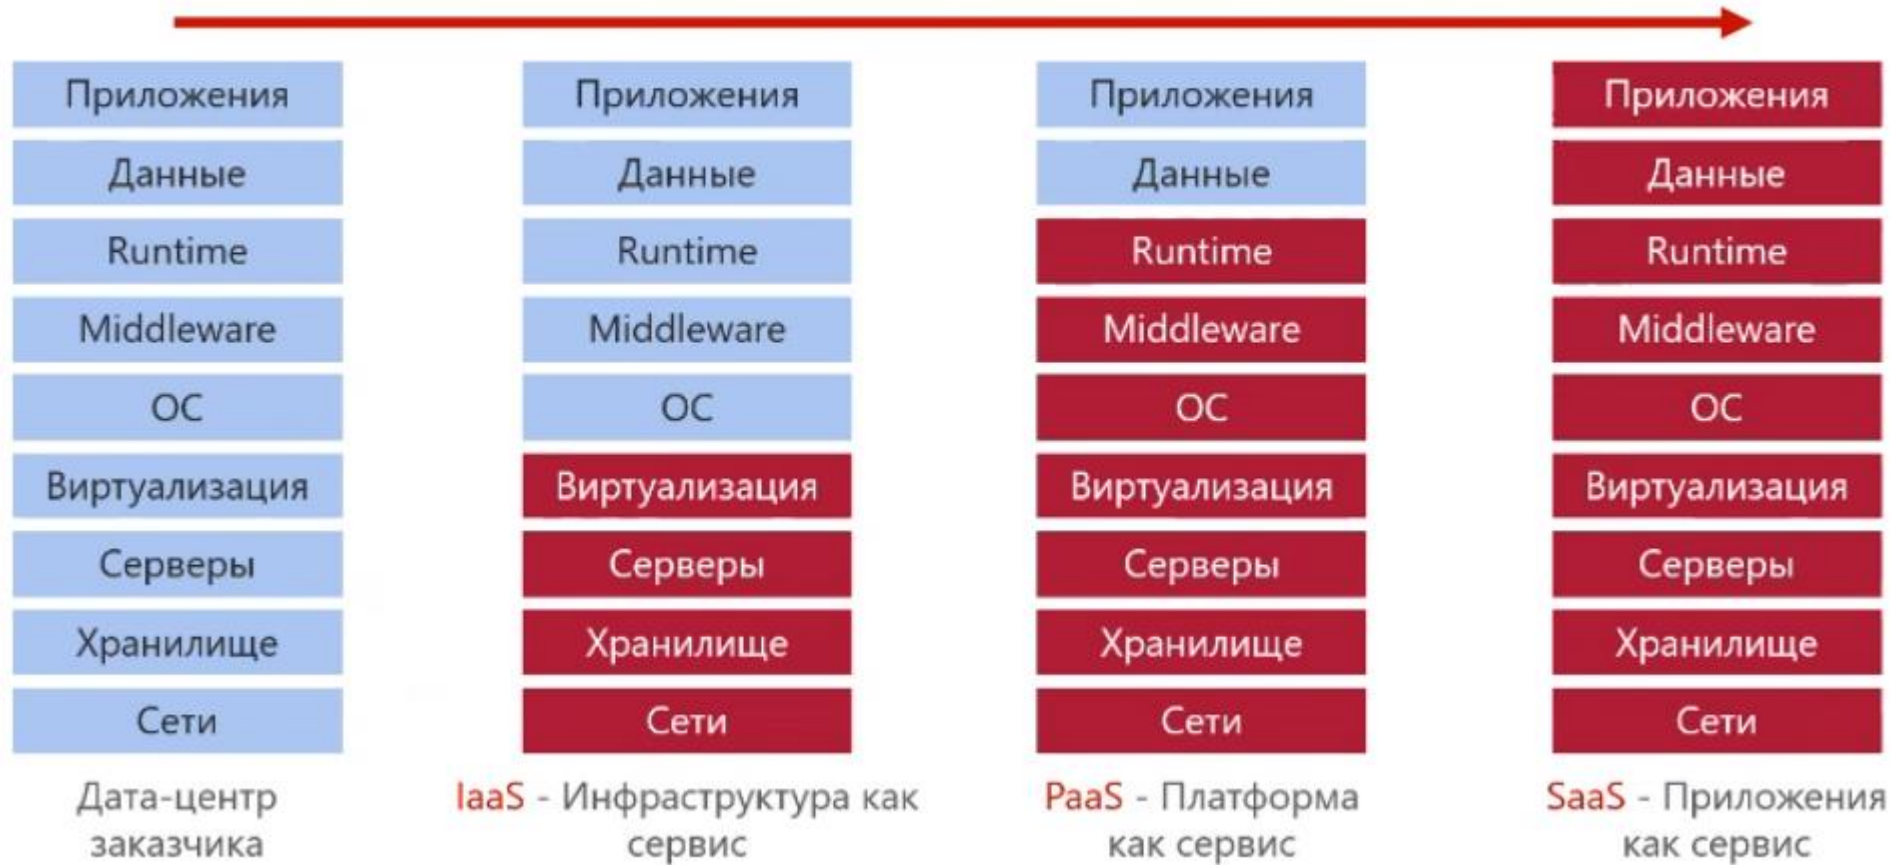 Приложения
Данные
Runtime
Middleware
ОС
Виртуализация
Серверы
Хранилище
Сети
Дата-центр
заказчика
Приложения
Данные
Runtime
Middleware
ОС
Виртуализация
Серверы
Хранилище
Сети
IaaS - Инфраструктура как
сервис
Приложения
Данные
Runtime
Middleware
ОС
Виртуализация
Серверы
Хранилище
Сети
PaaS - Платформа
как сервис
Приложения
Данные
Runtime
Middleware
ОС
Виртуализация
Серверы
Хранилище
Сети
SaaS - Приложения
как сервис